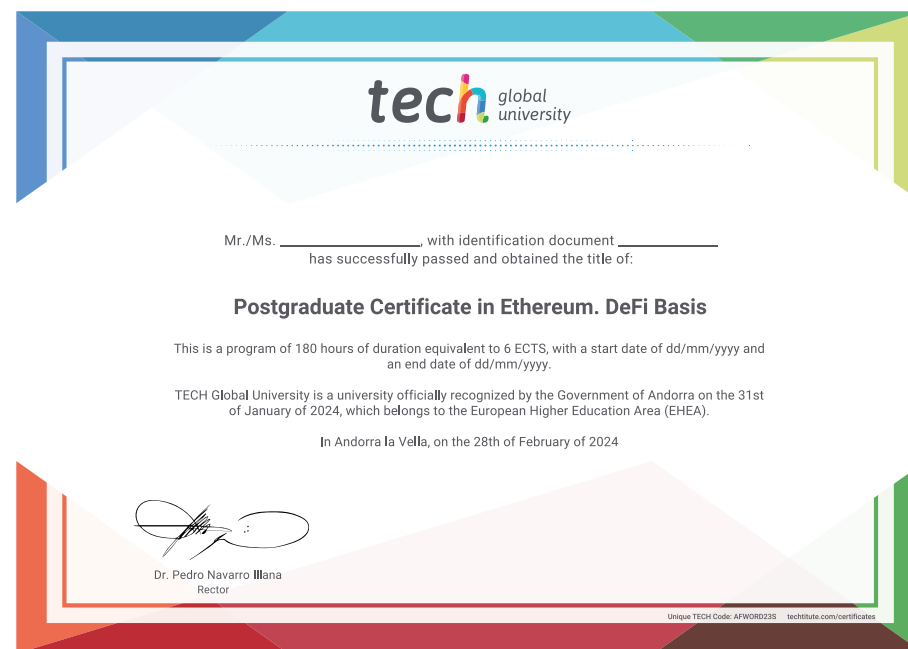 tech global university
Mr./Ms. ____________________, with identification document ______________
has successfully passed and obtained the title of:
Postgraduate Certificate in Ethereum. DeFi Basis
This is a program of 180 hours of duration equivalent to 6 ECTS, with a start date of dd/mm/yyyy and
an end date of dd/mm/yyyy.
TECH Global University is a university officially recognized by the Government of Andorra on the 31st
of January of 2024, which belongs to the European Higher Education Area (EHEA).
In Andorra la Vella, on the 28th of February of 2024
Dr. Pedro Navarro Illana
Rector
Unique TECH Code: AFWORD23S techtitute.com/certificates